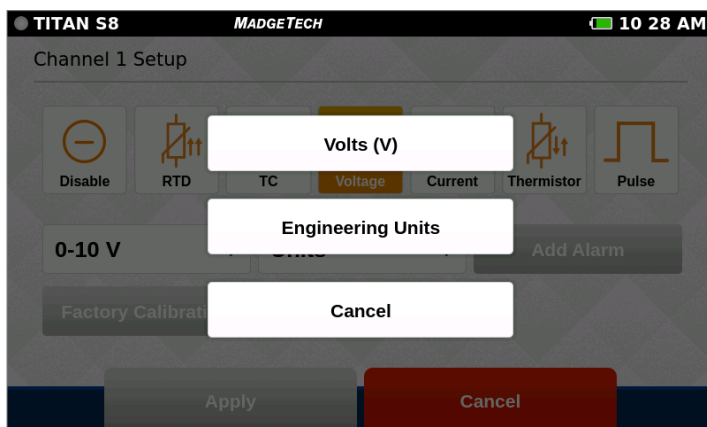 TITAN S8 MADGETECH 10 28 AM
Channel 1 Setup
Volts (V)
Disable RTD TC Voltage Current Thermistor Pulse
Engineering Units
0-10 V Units Add Alarm
Factory Calibrati
Cancel
Apply Cancel